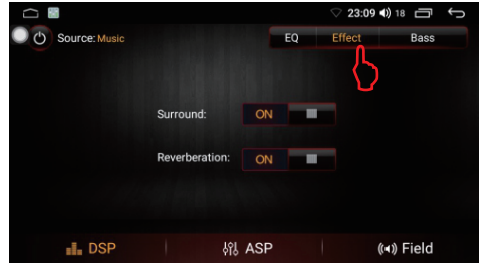 23:09 18
Source: Music EQ Effect Bass
Surround: ON
Reverberation: ON
DSP ASP Field